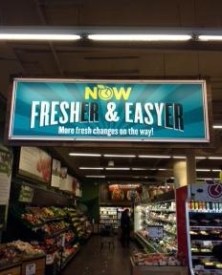 NOW
FRESHER & EASYER
More fresh changes on the way!